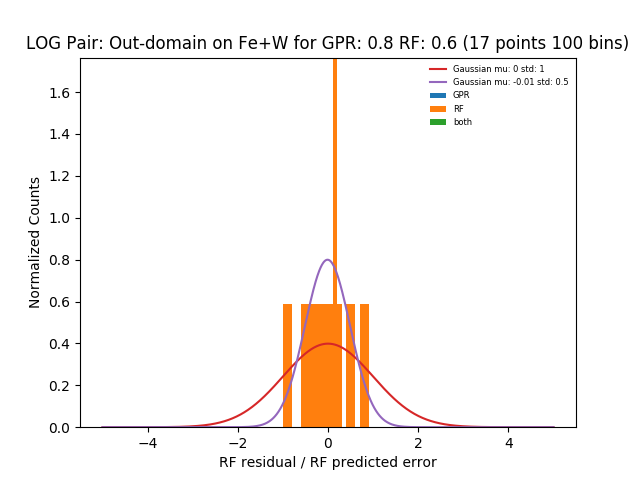 LOG Pair: Out-domain on Fe+W for GPR: 0.8 RF: 0.6 (17 points 100 bins)
Gaussian mu: 0 std: 1
Gaussian mu: -0.01 std: 0.5
GPR
RF
both
Normalized Counts
1.6
1.4
1.2
1.0
0.8
0.6
0.4
0.2
0.0
−4
−2
0
2
4
RF residual / RF predicted error